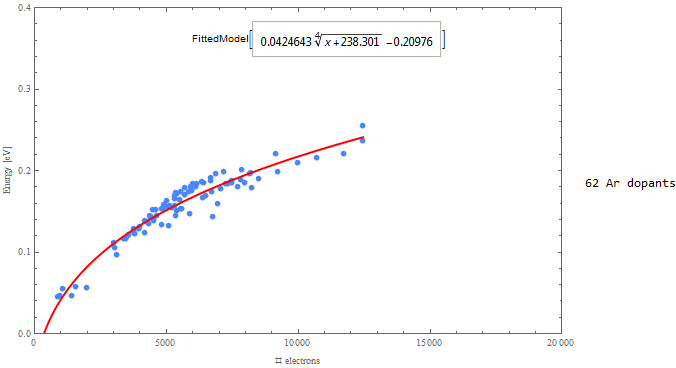 0.4
FittedModel[ 0.0424643 ∜(x+238.301) −0.20976 ]
0.3
Energy [eV]
0.2
62 Ar dopants
0.1
0.0
0 5000 10000 15000 20000
# electrons